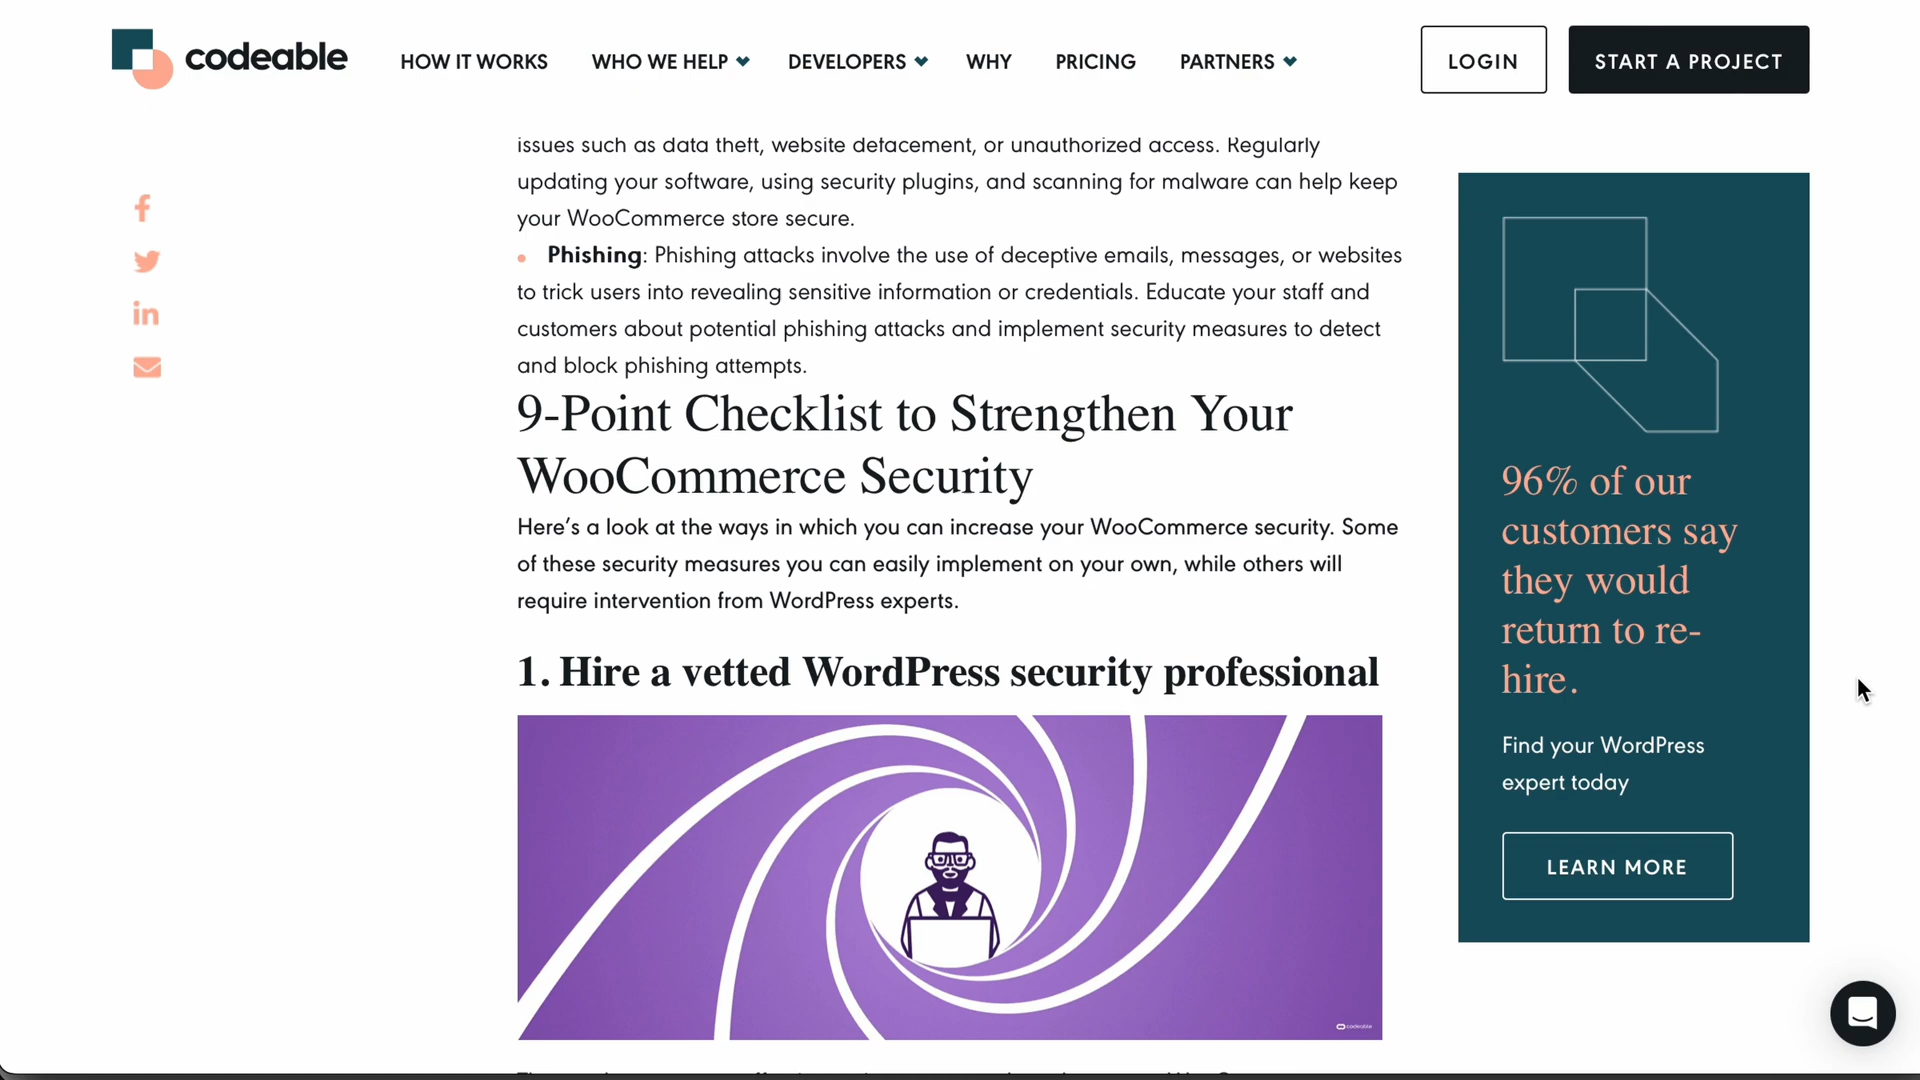 codeable
HOW IT WORKS
WHO WE HELP
DEVELOPERS
WHY
PRICING
PARTNERS
LOGIN
START A PROJECT
issues such as data theft, website defacement, or unauthorized access. Regularly
updating your software, using security plugins, and scanning for malware can help keep
your WooCommerce store secure.
• Phishing: Phishing attacks involve the use of deceptive emails, messages, or websites
to trick users into revealing sensitive information or credentials. Educate your staff and
customers about potential phishing attacks and implement security measures to detect
and block phishing attempts.
9-Point Checklist to Strengthen Your
WooCommerce Security
Here's a look at the ways in which you can increase your WooCommerce security. Some
of these security measures you can easily implement on your own, while others will
require intervention from WordPress experts.
1. Hire a vetted WordPress security professional
codeable
96% of our
customers say
they would
return to re-
hire.
Find your WordPress
expert today
LEARN MORE